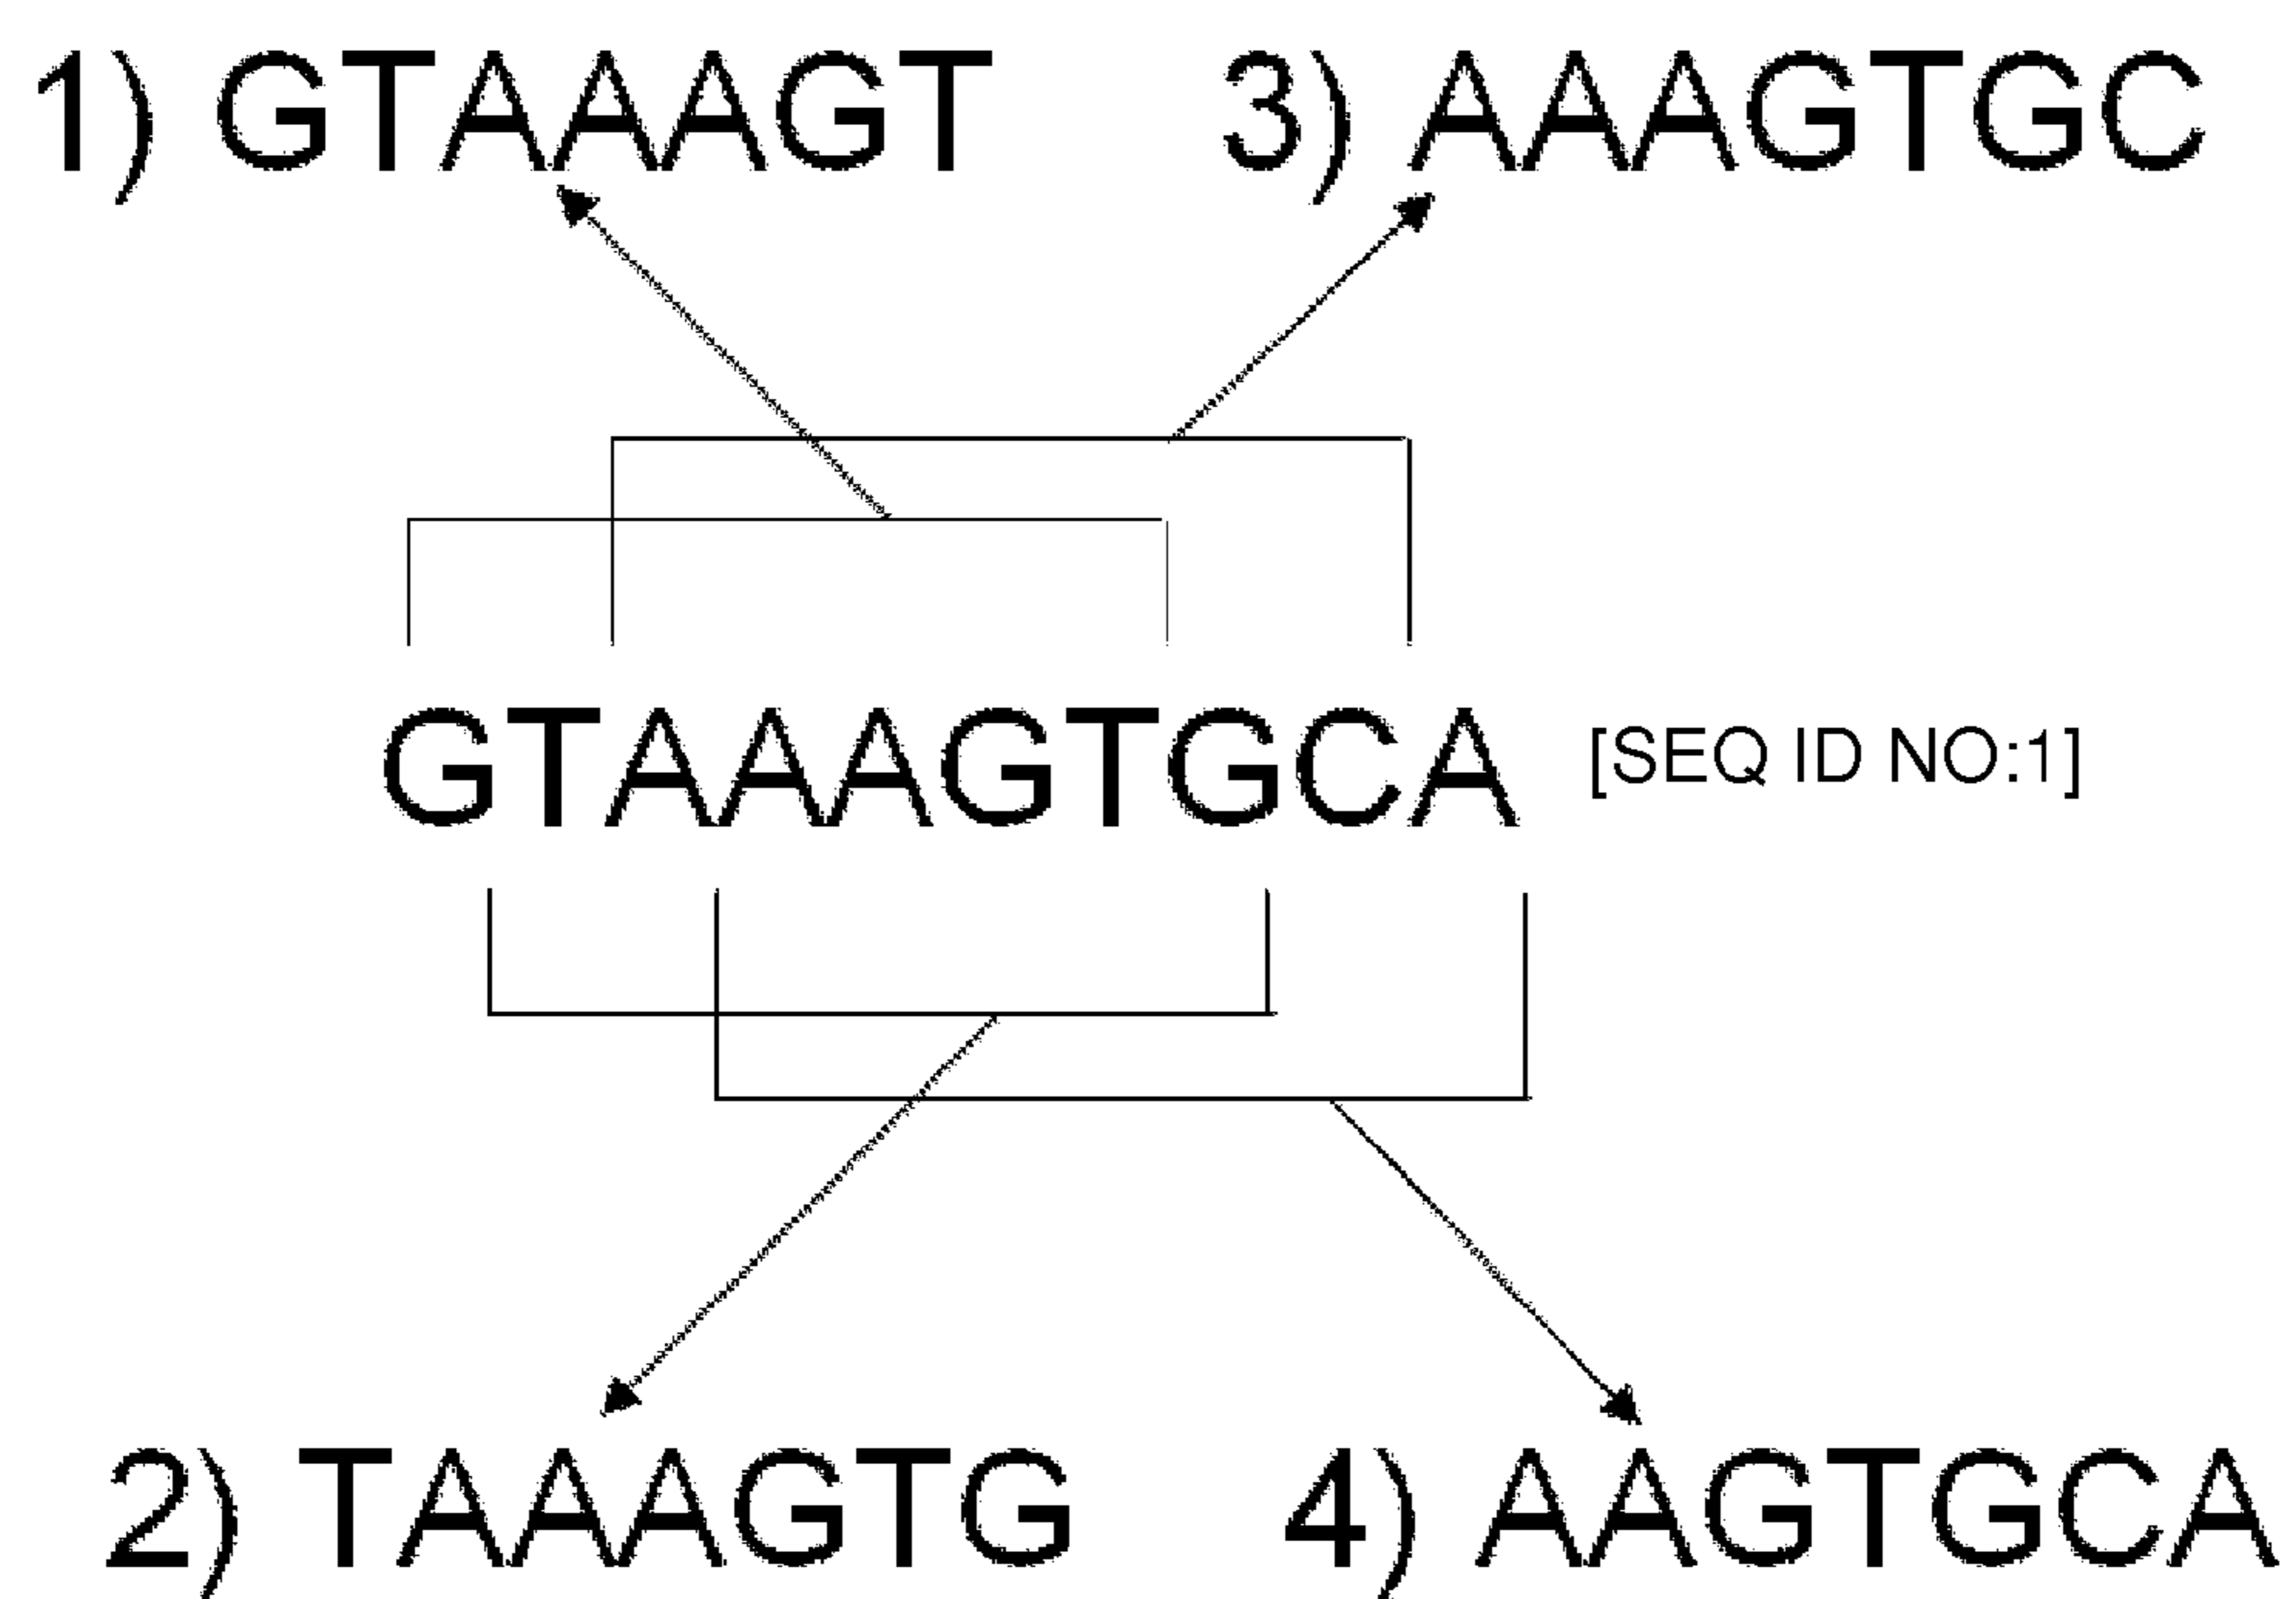 1) GTAAAGT
3) AAAGTGC
GTAAAGTGCA [SEQ ID NO:1]
2) TAAAGTG
4) AAGTGCA